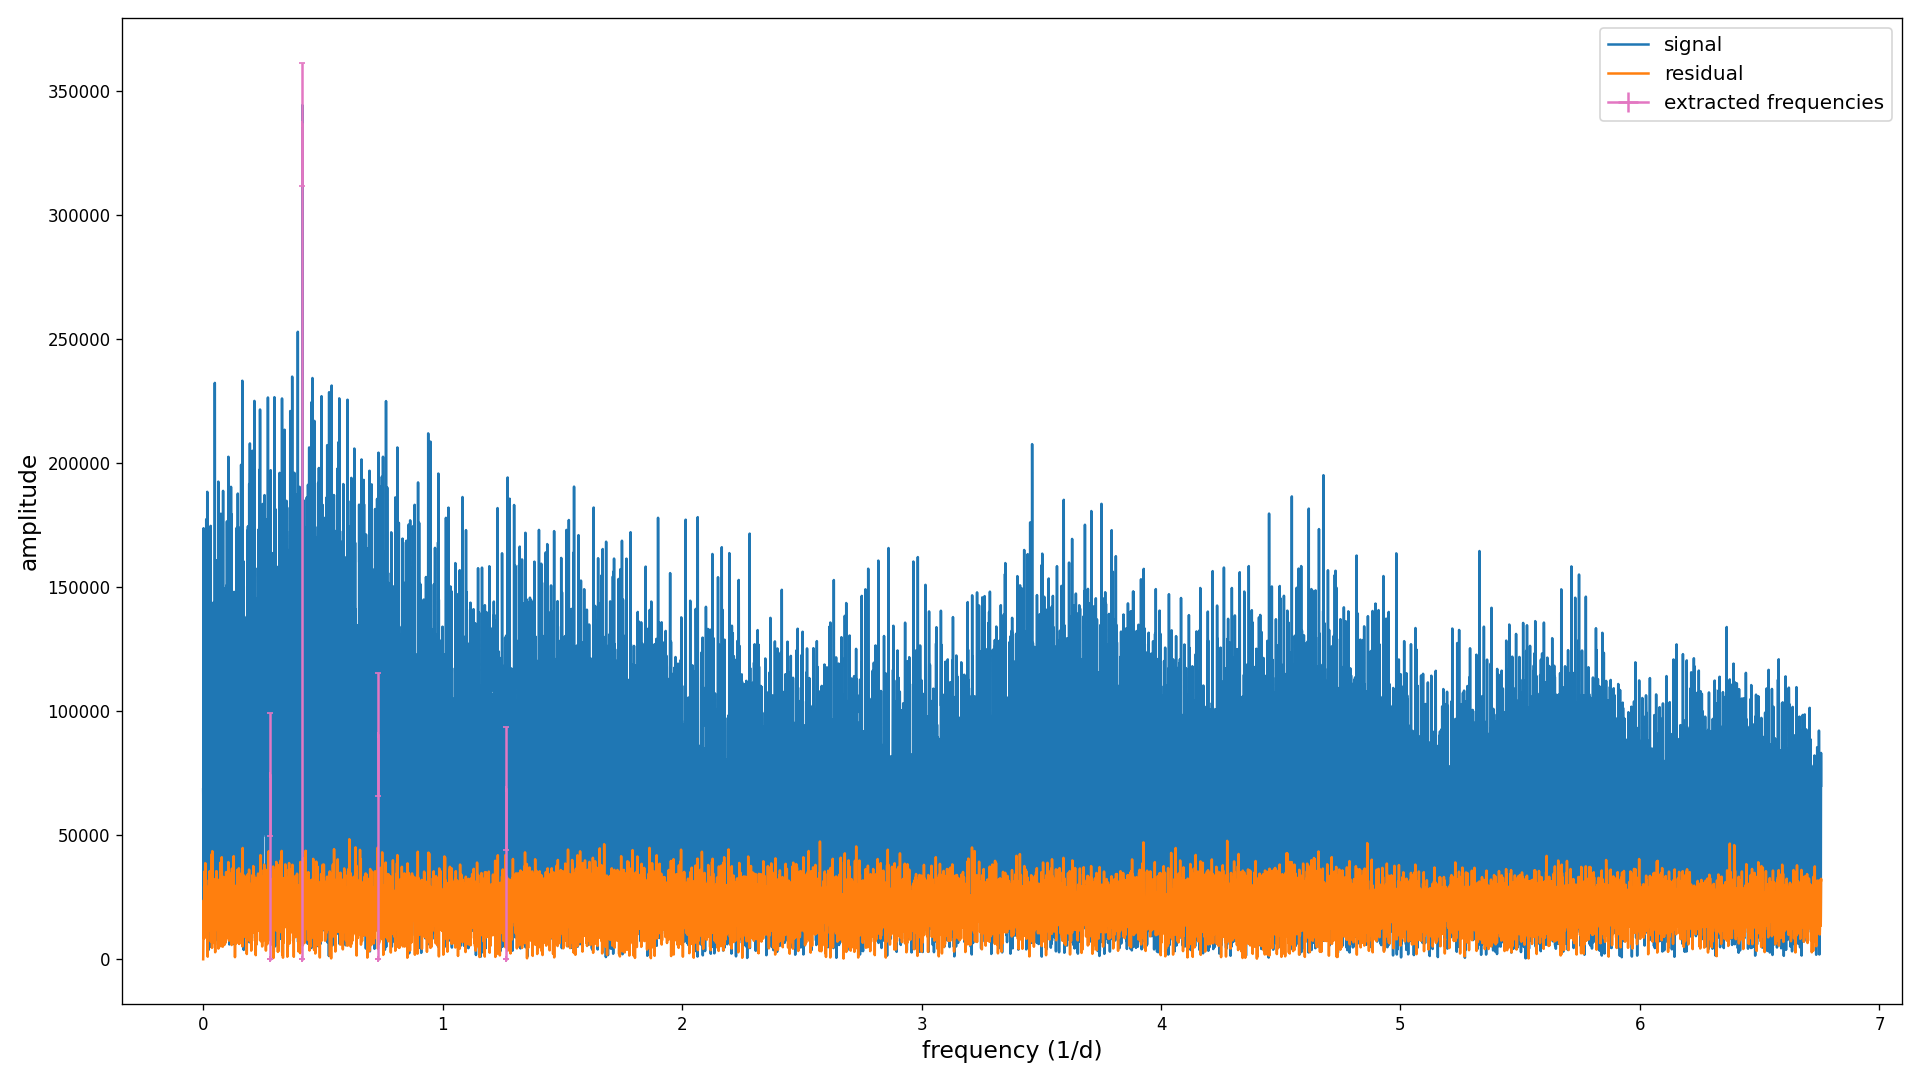 signal
residual
extracted frequencies
350000
300000
250000
200000
150000
100000
50000
0
amplitude
0 1 2 3 4 5 6 7
frequency (1/d)